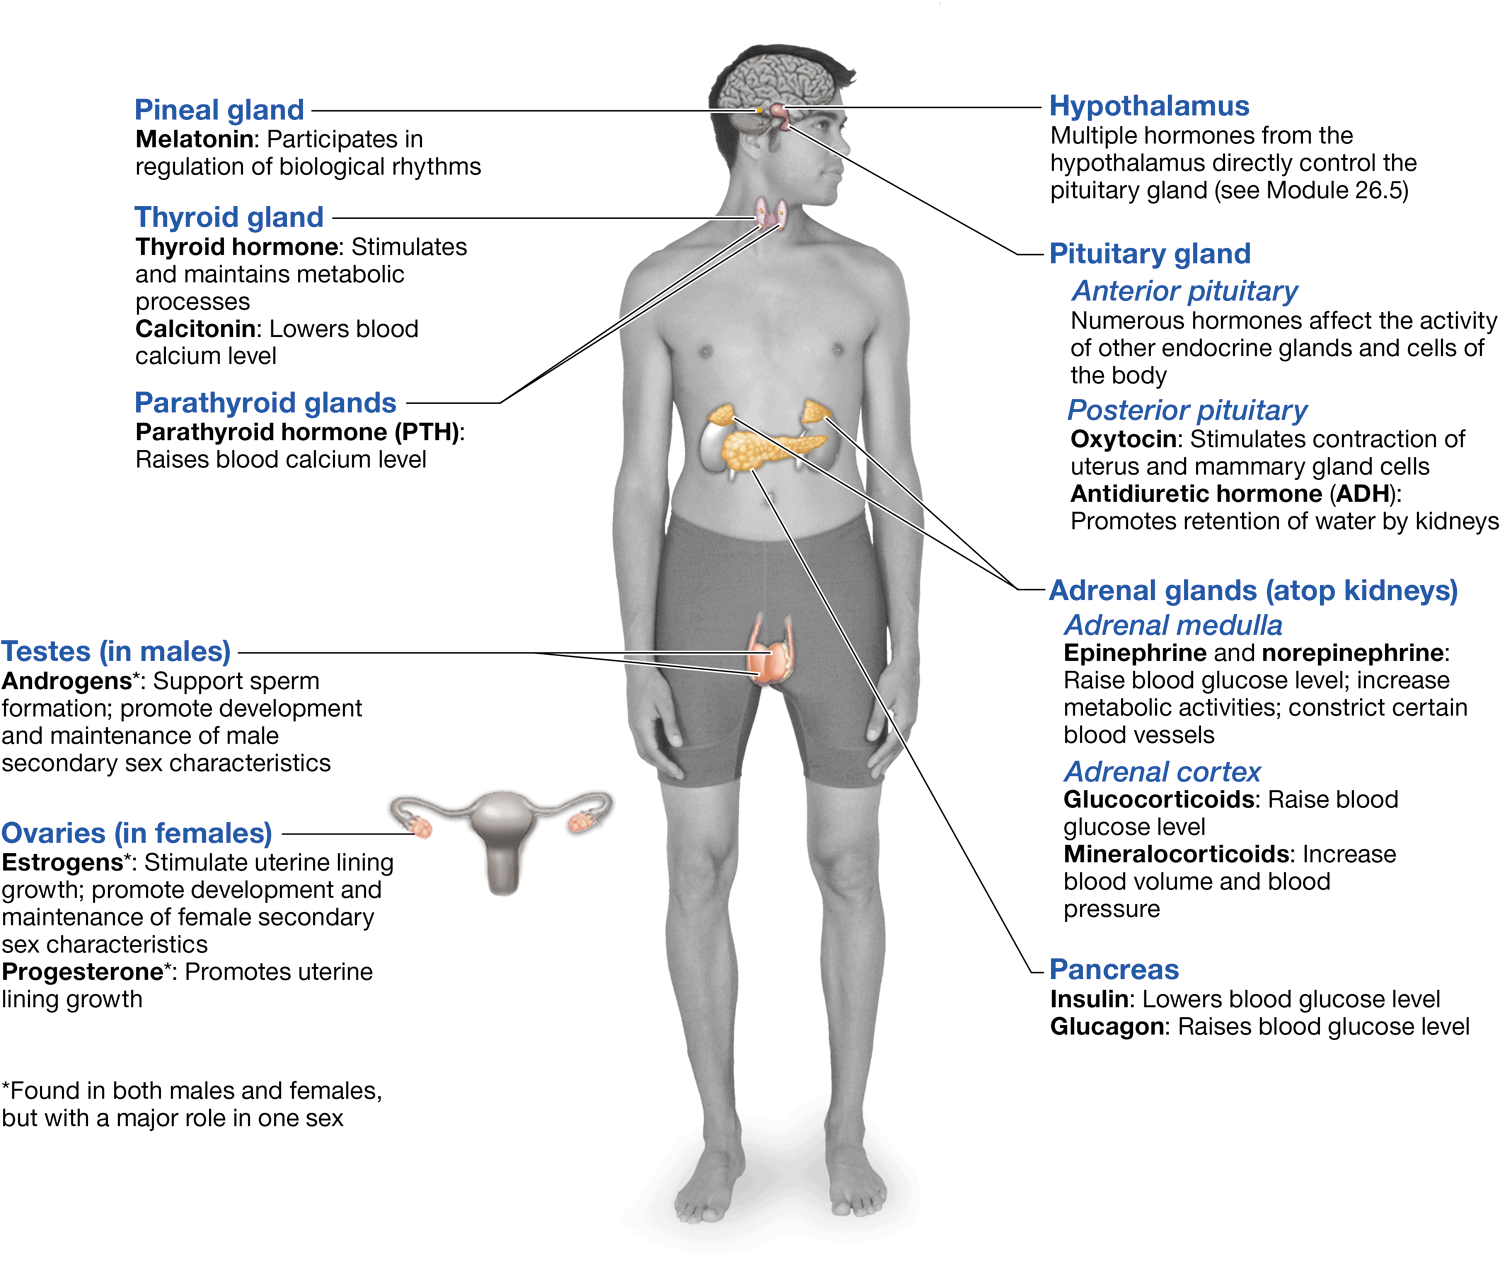 Pineal gland
Melatonin: Participates in
regulation of biological rhythms
Thyroid gland
Thyroid hormone: Stimulates
and maintains metabolic
processes
Calcitonin: Lowers blood
calcium level
Parathyroid glands
Parathyroid hormone (PTH):
Raises blood calcium level
Testes (in males)
Androgens*: Support sperm
formation; promote development
and maintenance of male
secondary sex characteristics
Ovaries (in females)
Estrogens*: Stimulate uterine lining
growth; promote development and
maintenance of female secondary
sex characteristics
Progesterone*: Promotes uterine
lining growth
*Found in both males and females,
but with a major role in one sex
Hypothalamus
Multiple hormones from the
hypothalamus directly control the
pituitary gland (see Module 26.5)
Pituitary gland
Anterior pituitary
Numerous hormones affect the activity
of other endocrine glands and cells of
the body
Posterior pituitary
Oxytocin: Stimulates contraction of
uterus and mammary gland cells
Antidiuretic hormone (ADH):
Promotes retention of water by kidneys
Adrenal glands (atop kidneys)
Adrenal medulla
Epinephrine and norepinephrine:
Raise blood glucose level; increase
metabolic activities; constrict certain
blood vessels
Adrenal cortex
Glucocorticoids: Raise blood
glucose level
Mineralocorticoids: Increase
blood volume and blood
pressure
Pancreas
Insulin: Lowers blood glucose level
Glucagon: Raises blood glucose level